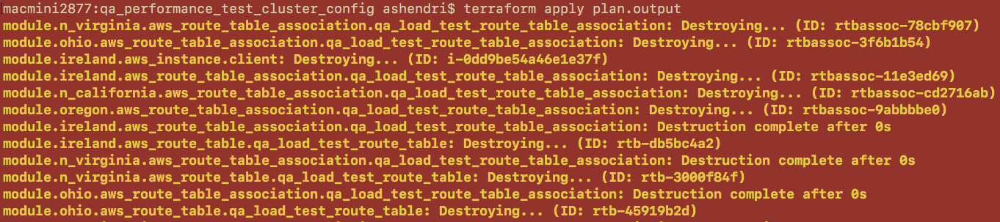 macmini2877:qa_performance_test_cluster_config ashendri$ terraform apply plan.output
module.n_virginia.aws_route_table_association.qa_load_test_route_table_association: Destroying... (ID: rtbassoc-78cbf907)
module.ohio.aws_route_table_association.qa_load_test_route_table_association: Destroying... (ID: rtbassoc-3f6b1b54)
module.ireland.aws_instance.client: Destroying... (ID: i-0dd9be54a46e1e37f)
module.ireland.aws_route_table_association.qa_load_test_route_table_association: Destroying... (ID: rtbassoc-11e3ed69)
module.n_california.aws_route_table_association.qa_load_test_route_table_association: Destroying... (ID: rtbassoc-cd2716ab)
module.oregon.aws_route_table_association.qa_load_test_route_table_association: Destroying... (ID: rtbassoc-9abbbbe0)
module.ireland.aws_route_table_association.qa_load_test_route_table_association: Destruction complete after 0s
module.ireland.aws_route_table.qa_load_test_route_table: Destroying... (ID: rtb-db5bc4a2)
module.n_virginia.aws_route_table_association.qa_load_test_route_table_association: Destruction complete after 0s
module.n_virginia.aws_route_table.qa_load_test_route_table: Destroying... (ID: rtb-3000f84f)
module.ohio.aws_route_table_association.qa_load_test_route_table_association: Destruction complete after 0s
module.ohio.aws_route_table.qa_load_test_route_table: Destroying... (ID: rtb-45919b2d)